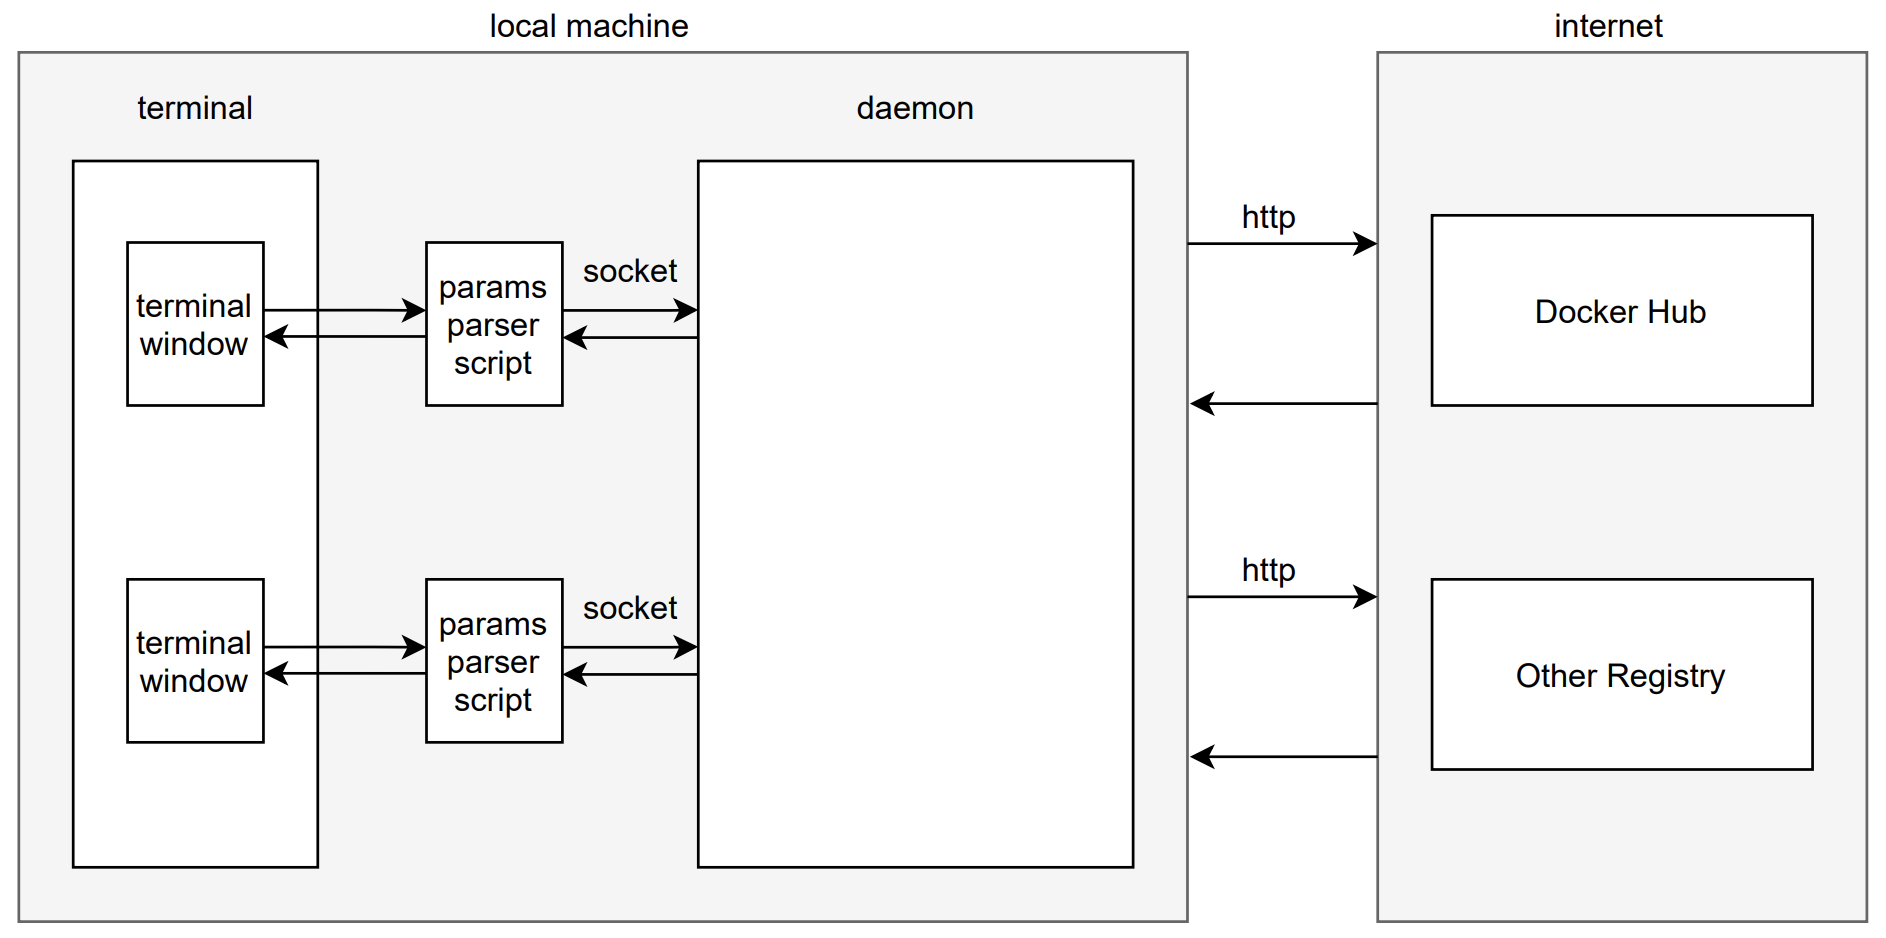 local machine
internet
terminal
daemon
http
terminal
window
params
parser
script
socket
Docker Hub
http
terminal
window
params
parser
script
socket
Other Registry